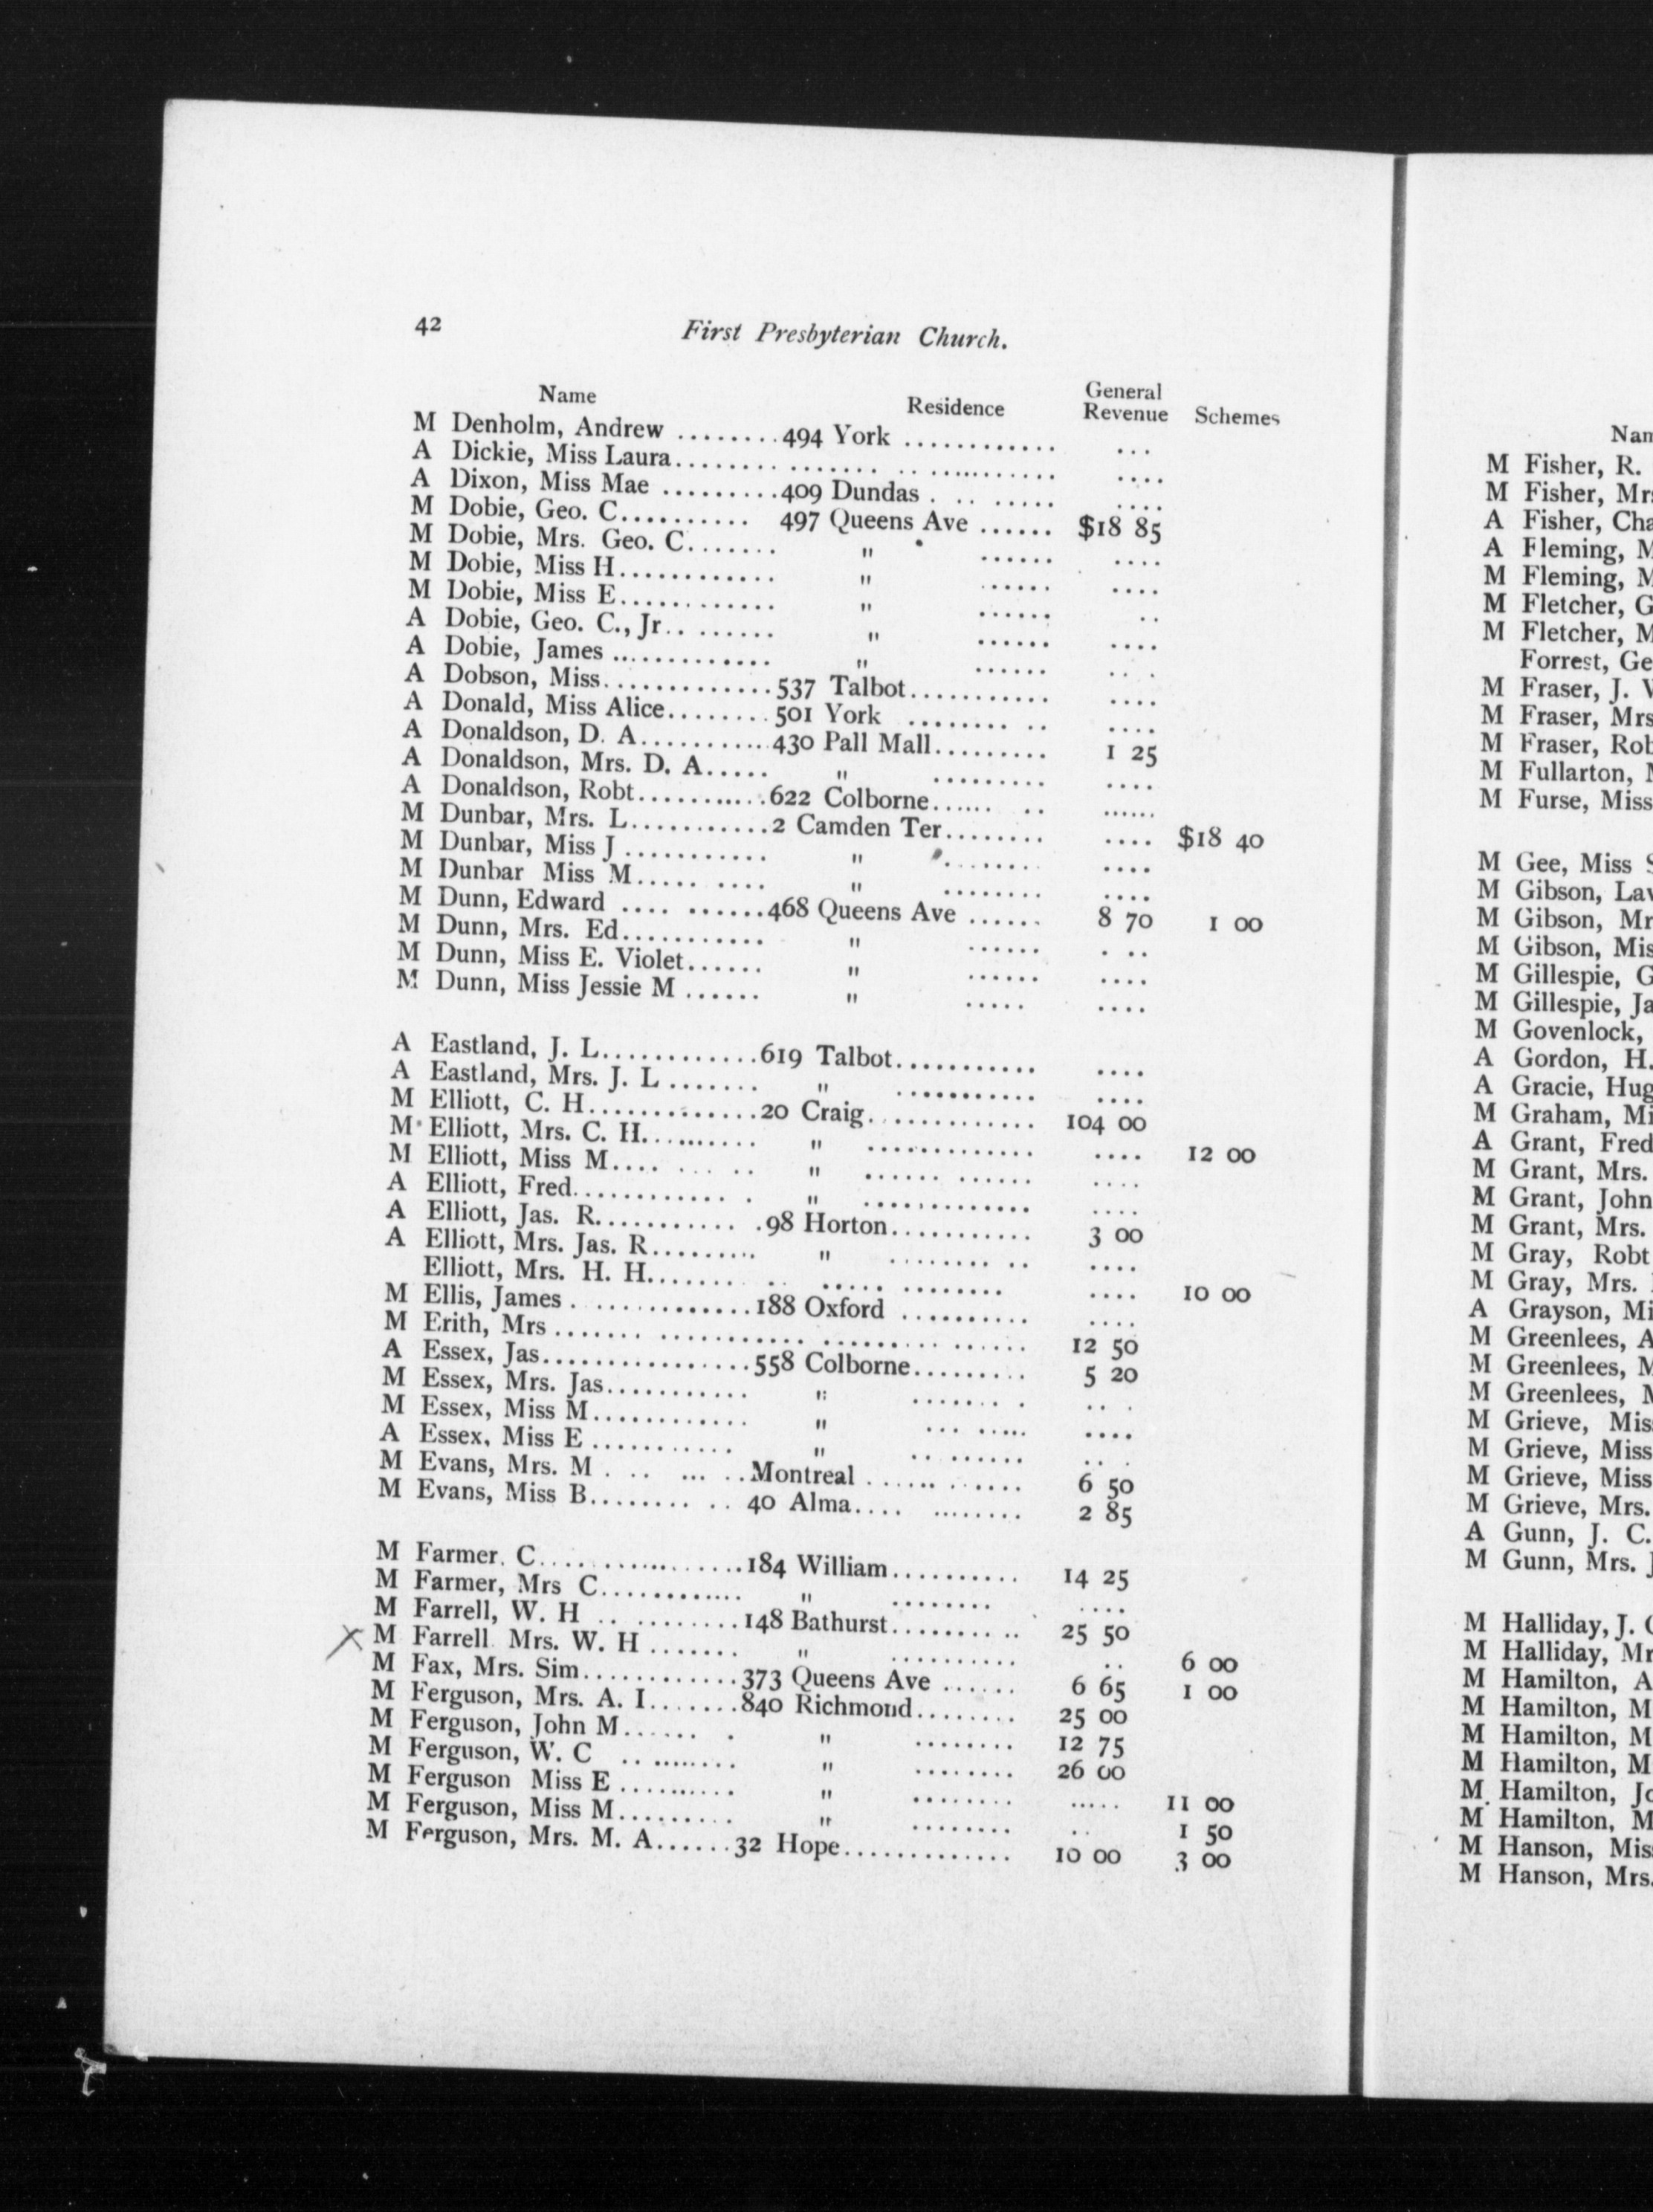 42 First Presbyterian Church.
Name Residence General Revenue Schemes
M Denholm, Andrew ........494 York ............ ...
A Dickie, Miss Laura........ ....... .. ........... ....
A Dixon, Miss Mae .........409 Dundas . .. ...... ....
M Dobie, Geo. C.......... 497 Queens Ave ...... $18 85
M Dobie, Mrs. Geo. C....... " ...... ....
M Dobie, Miss H............ " ...... ....
M Dobie, Miss E............ " ...... ..
A Dobie, Geo. C., Jr.. ....... " ...... ....
A Dobie, James ............. " ...... ....
A Dobson, Miss.............537 Talbot........... ....
A Donald, Miss Alice........501 York ........ .. ....
A Donaldson, D. A...........430 Pall Mall......... 1 25
A Donaldson, Mrs. D. A..... " ......... ....
A Donaldson, Robt..........622 Colborne...... .. ......
M Dunbar, Mrs. L...........2 Camden Ter........ .... $18 40
M Dunbar, Miss J ........... " ........ ....
M Dunbar Miss M..... .... " ........ ....
M Dunn, Edward .... ......468 Queens Ave ...... 8 70 1 00
M Dunn, Mrs. Ed........... " ...... . ..
M Dunn, Miss E. Violet...... " ...... ....
M Dunn, Miss Jessie M ...... " ..... ....
A Eastland, J. L............619 Talbot........... ....
A Eastland, Mrs. J. L ....... " ........... ....
M Elliott, C. H.............20 Craig............. 104 00
M Elliott, Mrs. C. H......... " ............. .... 12 00
M Elliott, Miss M.... ... .. " ...... ...... ....
A Elliott, Fred............ . " ............. ....
A Elliott, Jas. R........... .98 Horton........... 3 00
A Elliott, Mrs. Jas. R......... " ........ .. ....
Elliott, Mrs. H. H....... .. ..... ........ .... 10 00
M Ellis, James .............188 Oxford .......... ....
M Erith, Mrs ....... ........... ......... ...... 12 50
A Essex, Jas................558 Colborne......... 5 20
M Essex, Mrs. Jas........... " ....... . .. .
M Essex, Miss M............ " ... ..... ....
A Essex, Miss E ........... " .. ...... .. .
M Evans, Mrs. M . .. ... ..Montreal ...... . ..... 6 50
M Evans, Miss B........ .. 40 Alma.... ........ 2 85
M Farmer. C................184 William.......... 14 25
M Farmer, Mrs C............ " ........ ....
M Farrell, W. H .. .........148 Bathurst......... .. 25 50
X M Farrell Mrs. W. H ....... " .......... .. 6 00
M Fax, Mrs. Sim............373 Queens Ave ...... 6 65 1 00
M Ferguson, Mrs. A. I.......840 Richmond........ 25 00
M Ferguson, John M...... . " ........ 12 75
M Ferguson, W. C .. ........ " ........ 26 00
M Ferguson Miss E ......... " ........ ..... 11 00
M Ferguson, Miss M......... " ........ .. 1 50
M Ferguson, Mrs. M. A......32 Hope............. 10 00 3 00
M Fisher, R.
M Fisher, Mrs
A Fisher, Cha
A Fleming, M
M Fleming, M
M Fletcher, G
M Fletcher, M
Forrest, Ge
M Fraser, J. W
M Fraser, Mrs
M Fraser, Rob
M Fullarton,
M Furse, Miss
M Gee, Miss S
M Gibson, Law
M Gibson, Mr
M Gibson, Mis
M Gillespie, G
M Gillespie, Ja
M Govenlock,
A Gordon, H.
A Gracie, Hug
M Graham, Mi
A Grant, Fred
M Grant, Mrs.
M Grant, John
M Grant, Mrs.
M Gray, Robt
M Gray, Mrs.
A Grayson, Mi
M Greenlees, A
M Greenlees, M
M Greenlees, M
M Grieve, Mis
M Grieve, Miss
M Grieve, Miss
M Grieve, Mrs.
A Gunn, J. C.
M Gunn, Mrs. J
M Halliday, J. C
M Halliday, Mr
M Hamilton, A
M Hamilton, M
M Hamilton, M
M Hamilton, M
M. Hamilton, Jo
M Hamilton, M
M Hanson, Mis
M Hanson, Mrs.